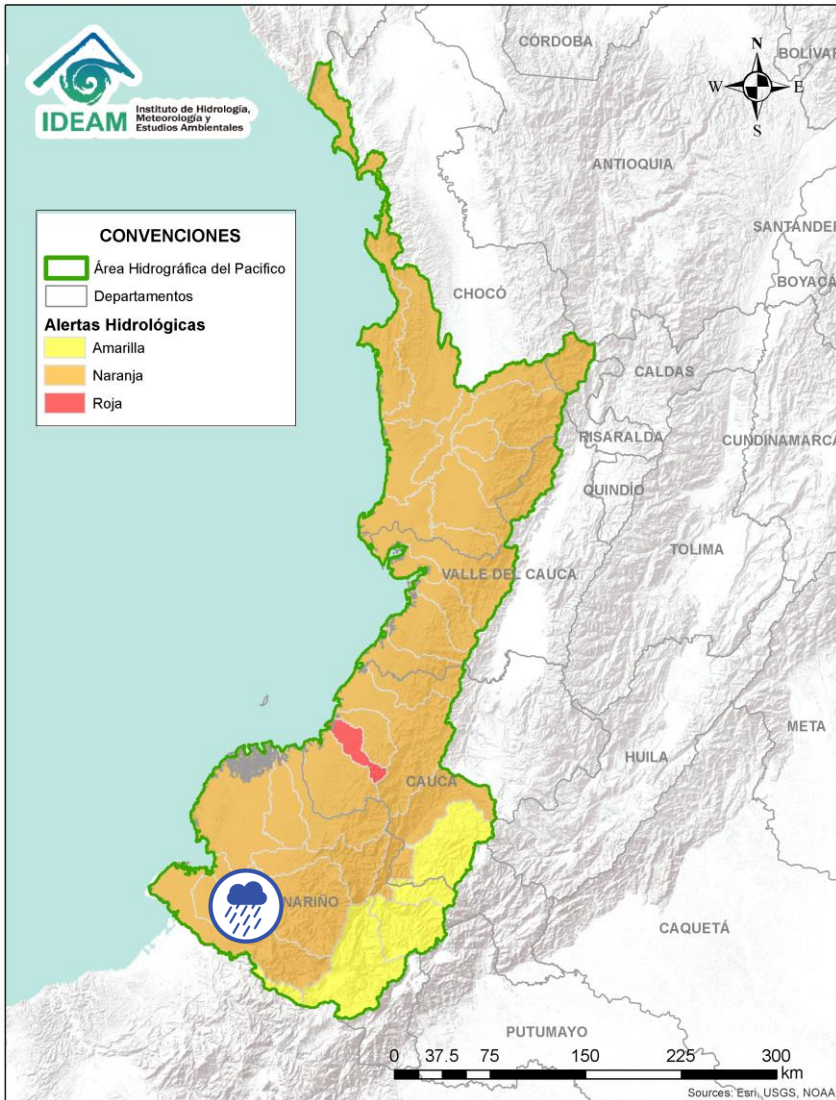 IDEAM
Instituto de Hidrología,
Meteorología y
Estudios Ambientales
CÓRDOBA
BOLÍVAR
N
W
E
S
ANTIOQUIA
SANTANDER
BOYACÁ
CONVENCIONES
Área Hidrográfica del Pacifico
Departamentos
Alertas Hidrológicas
Amarilla
Naranja
Roja
CHOCÓ
CALDAS
RISARALDA
CUNDINAMARCA
QUINDÍO
TOLIMA
VALLE DEL CAUCA
META
HUILA
CAUCA
NARIÑO
CAQUETÁ
PUTUMAYO
0 37.5 75 150 225 300
km
Sources: Esri, USGS, NOAA